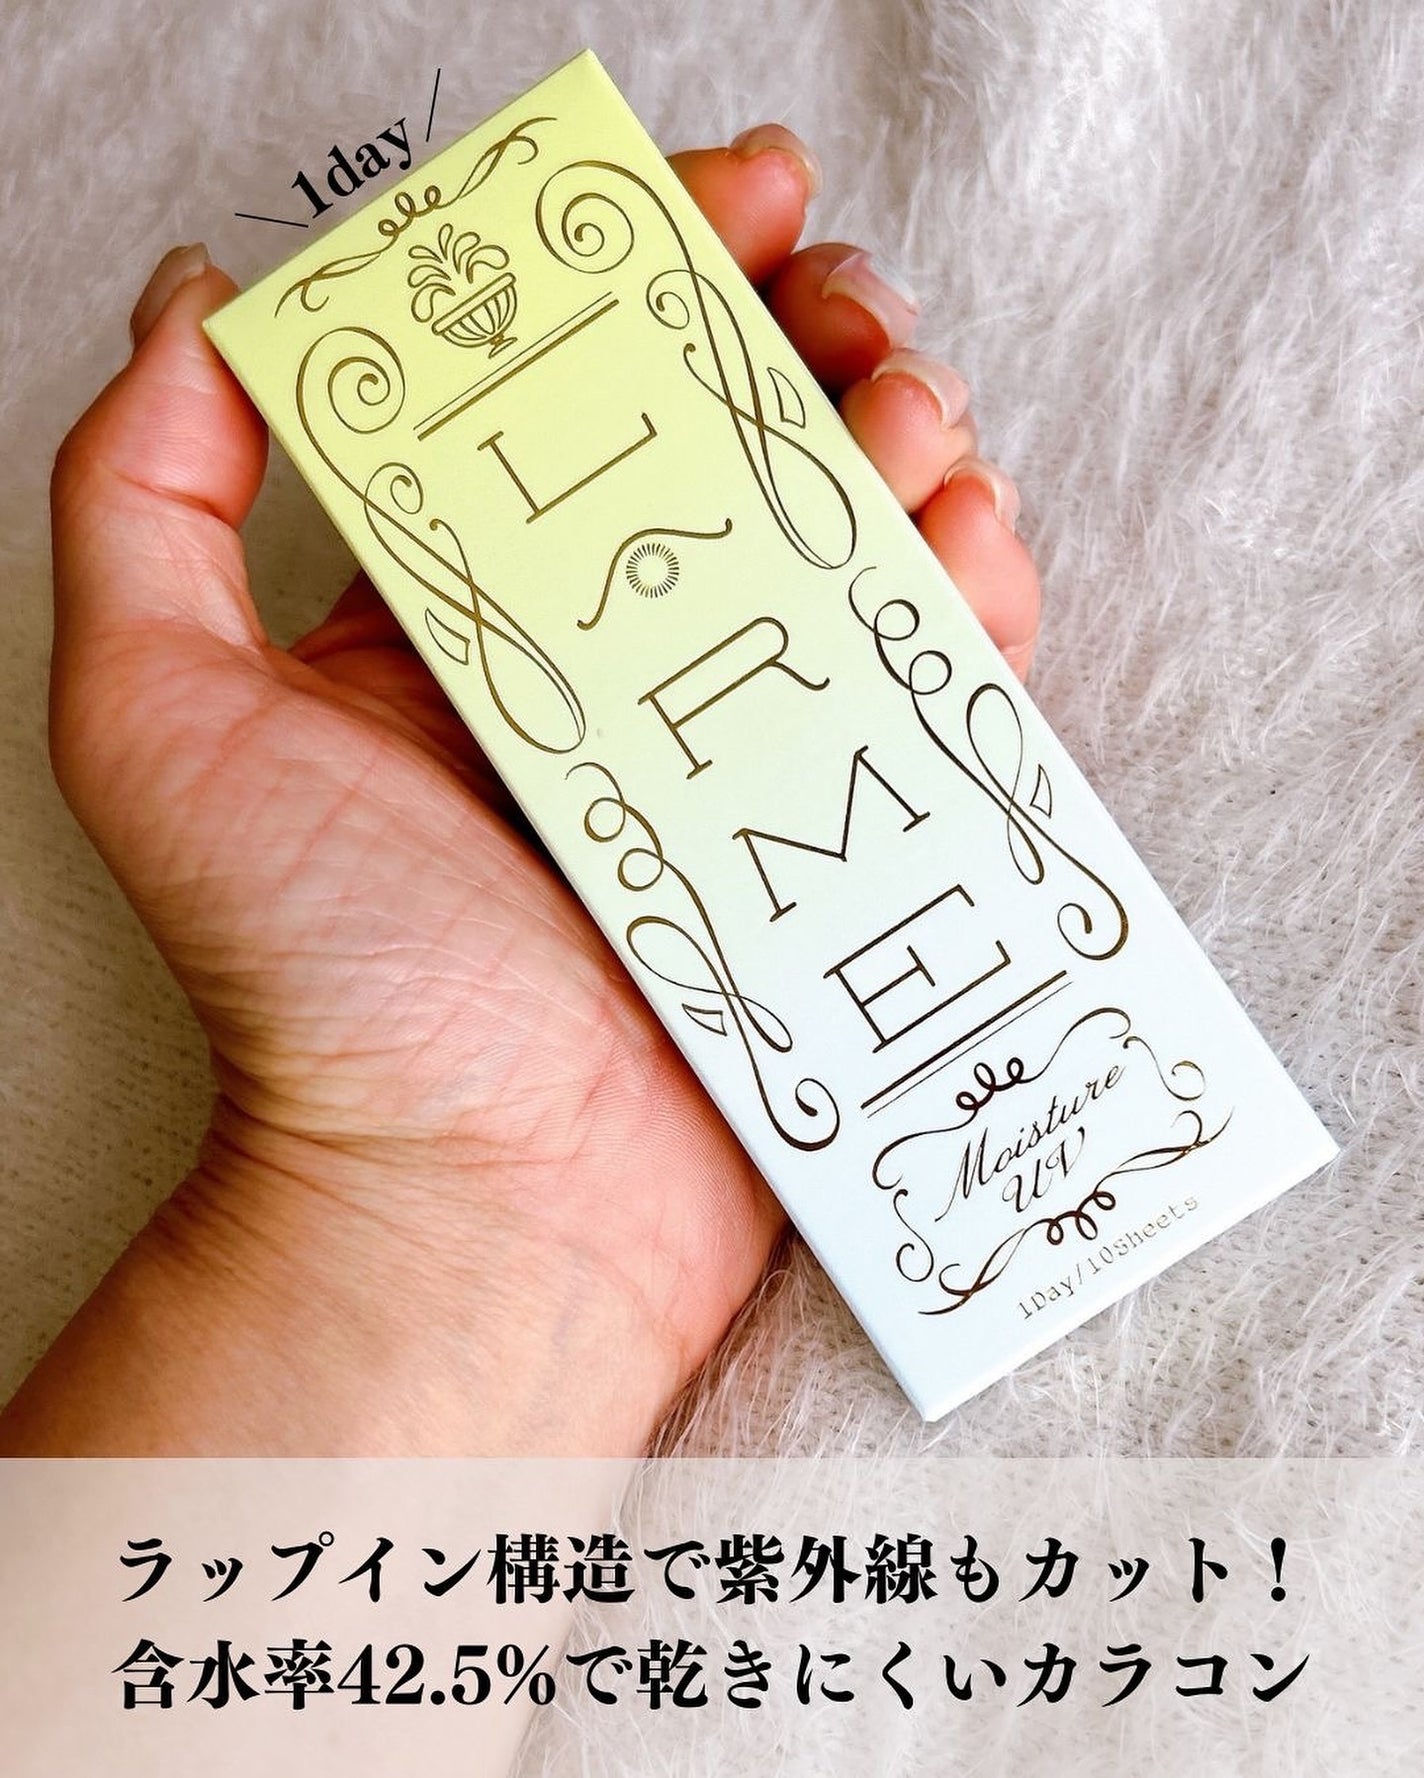 1day
LARME
Moisture
UV
1Day/10Sheets
ラップイン構造で紫外線もカット！
含水率42.5%で乾きにくいカラコン